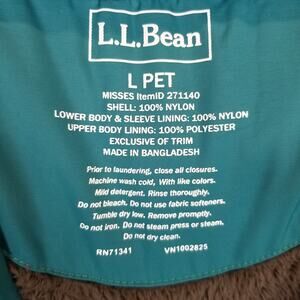 L.L.Bean
L PET
MISSES ItemID 271140
SHELL: 100% NYLON
LOWER BODY & SLEEVE LINING: 100% NYLON
UPPER BODY LINING: 100% POLYESTER
EXCLUSIVE OF TRIM
MADE IN BANGLADESH
Prior to laundering, close all closures.
Machine wash cold, With like colors.
Mild detergent. Rinse thoroughly.
Do not bleach. Do not use fabric softeners.
Tumble dry low. Remove promptly.
Do not iron. Do not steam press or steam.
Do not dry clean.
RN71341 VN1002825